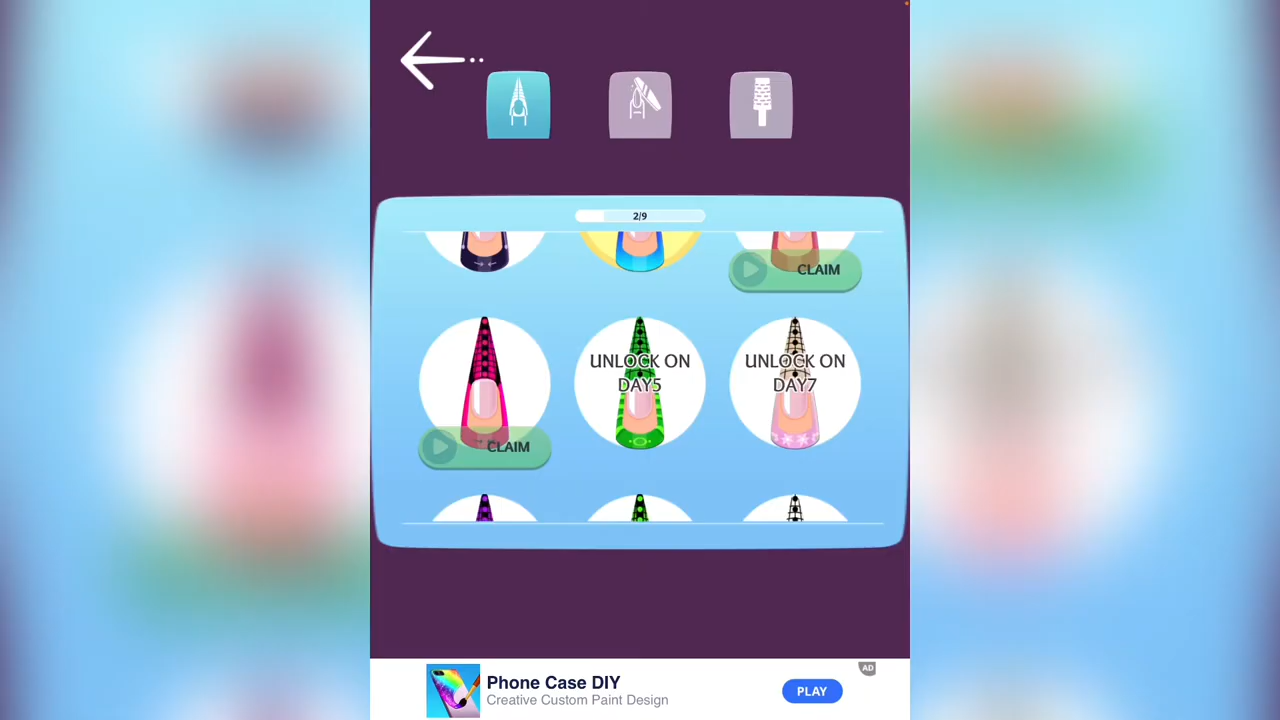 2/9
CLAIM
UNLOCK ON
DAY5
UNLOCK ON
DAY7
CLAIM
Phone Case DIY
Creative Custom Paint Design
PLAY
AD